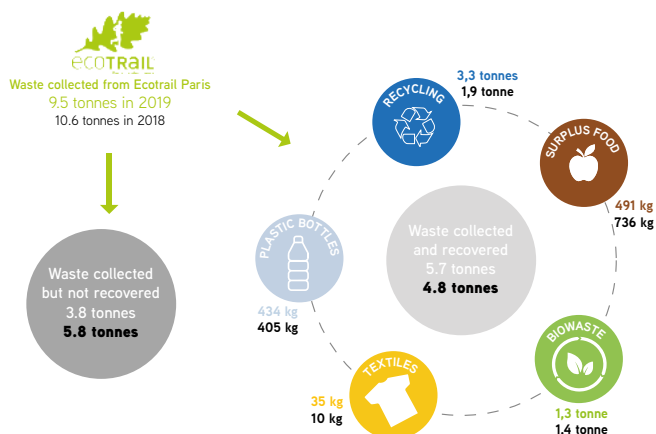 ecoTRAIL
Waste collected from Ecotrail Paris
9.5 tonnes in 2019
10.6 tonnes in 2018
Waste collected
but not recovered
3.8 tonnes
5.8 tonnes
RECYCLING
3,3 tonnes
1,9 tonne
SURPLUS FOOD
491 kg
736 kg
PLASTIC BOTTLES
434 kg
405 kg
Waste collected
and recovered
5.7 tonnes
4.8 tonnes
TEXTILES
35 kg
10 kg
BIOWASTE
1,3 tonne
1,4 tonne